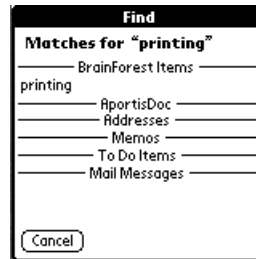 Find
Matches for “printing”
BrainForest Items
printing
AportisDoc
Addresses
Memos
To Do Items
Mail Messages
Cancel